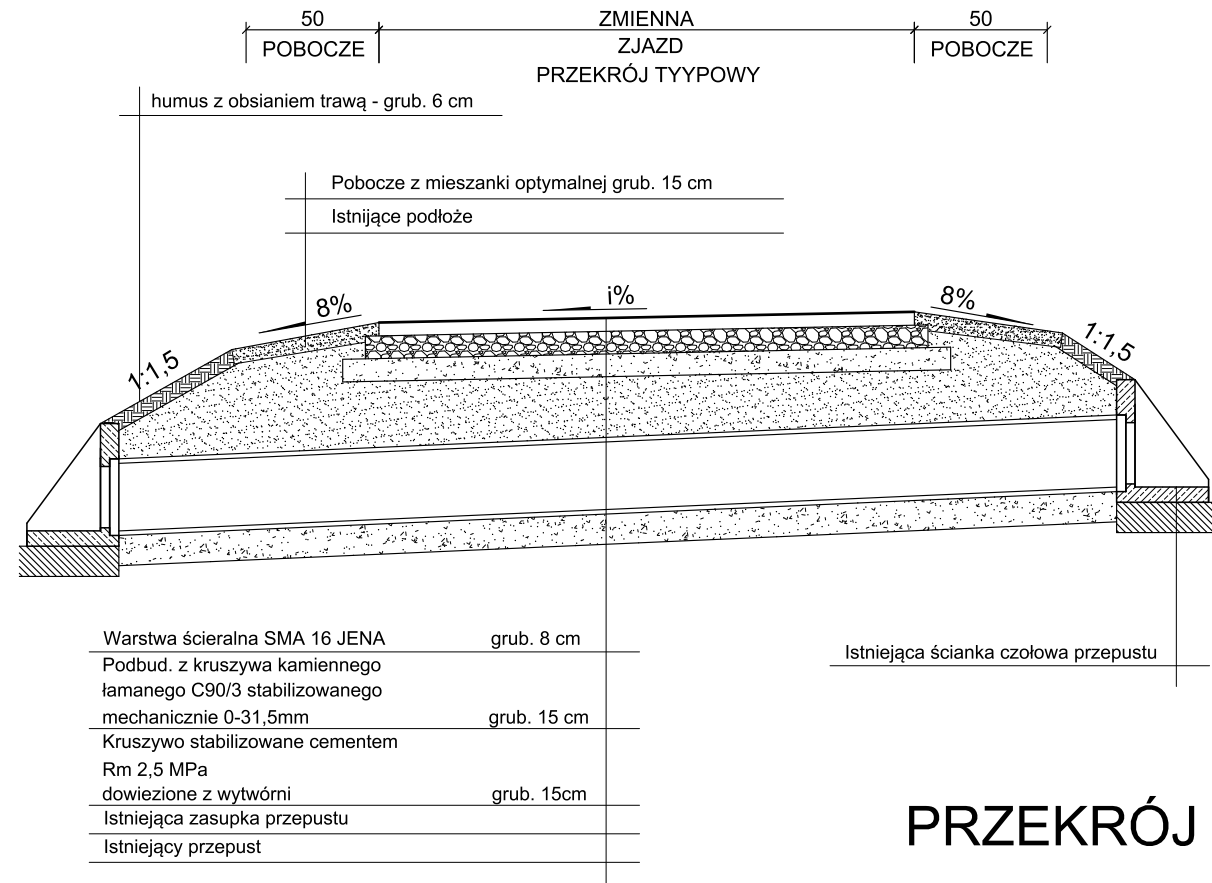 50
ZMIENNA
50
POBOCZE
ZJAZD
POBOCZE
PRZEKRÓJ TYYPOWY
humus z obsianiem trawą - grub. 6 cm
Pobocze z mieszanki optymalnej grub. 15 cm
Istnijące podłoże
8%
i%
8%
1:1,5
1:1,5
Warstwa ścieralna SMA 16 JENA grub. 8 cm
Podbud. z kruszywa kamiennego
łamanego C90/3 stabilizowanego
mechanicznie 0-31,5mm grub. 15 cm
Kruszywo stabilizowane cementem
Rm 2,5 MPa
dowiezione z wytwórni grub. 15cm
Istniejąca zasupka przepustu
Istniejący przepust
Istniejąca ścianka czołowa przepustu
PRZEKRÓJ